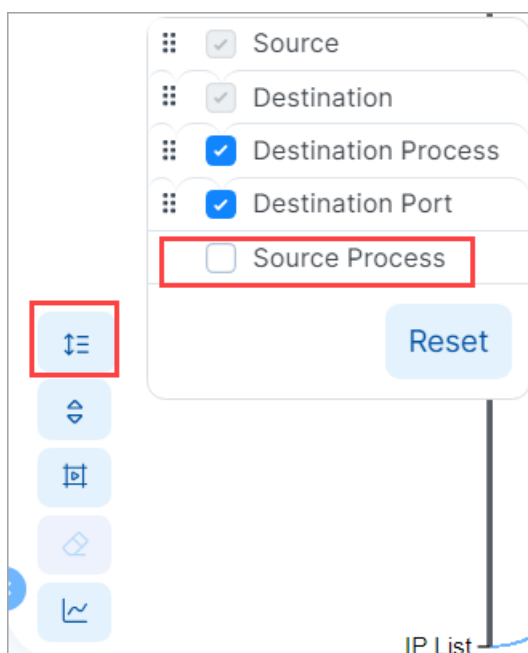 Source
Destination
Destination Process
Destination Port
Source Process
Reset
IP List